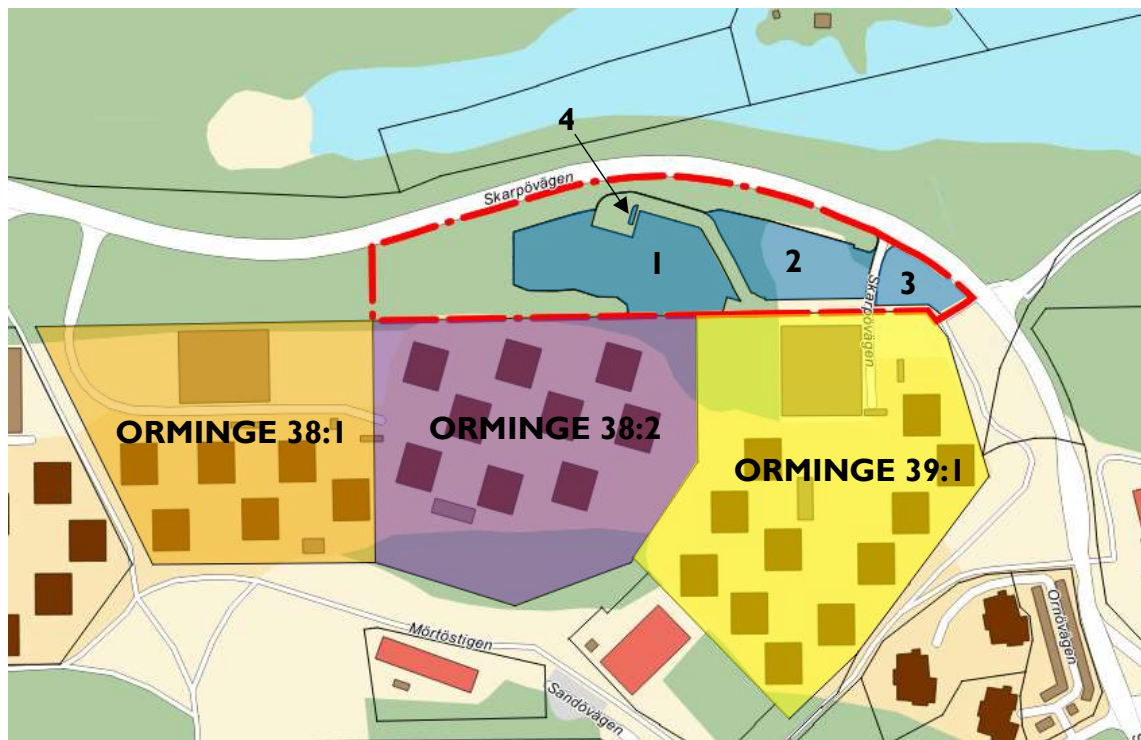 4
Skarpövägen
1
2
3
Skarpövägen
ORMINGE 38:1
ORMINGE 38:2
ORMINGE 39:1
Mörtöstigen
Sandövägen
Ornövägen